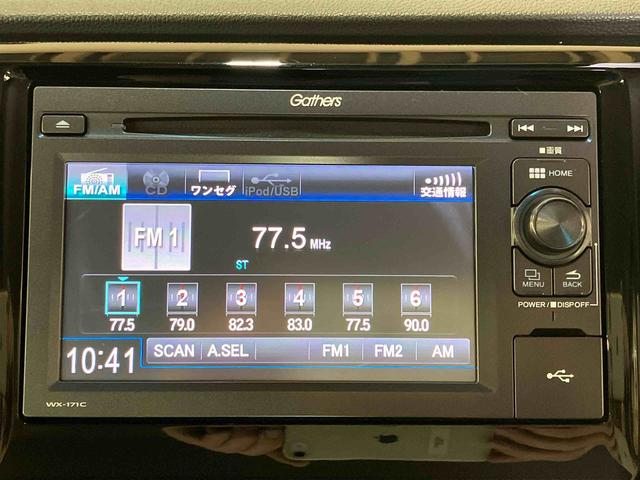 Gathers
■画質
FM/AM CD ワンセグ iPod/USB 交通情報
HOME
FM 1 77.5 MHz
ST
MENU BACK
1 2 3 4 5 6
77.5 79.0 82.3 83.0 77.5 90.0
POWER/■DISPOFF
10:41 SCAN A.SEL FM1 FM2 AM
WX-171C